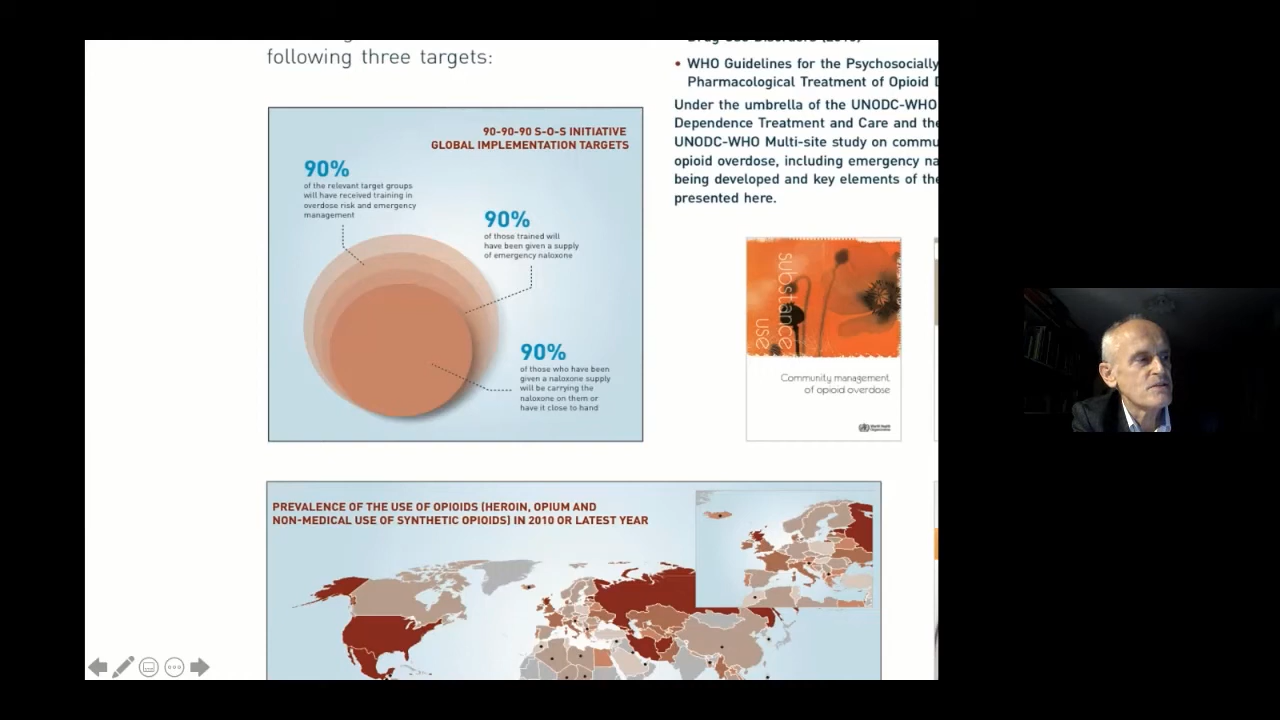 following three targets:
90-90-90 S-O-S INITIATIVE
GLOBAL IMPLEMENTATION TARGETS
90%
of the relevant target groups
will have received training in
overdose risk and emergency
management
90%
of those trained will
have been given a supply
of emergency naloxone
90%
of those who have been
given a naloxone supply
will be carrying the
naloxone on them or
have it close to hand
PREVALENCE OF THE USE OF OPIOIDS (HEROIN, OPIUM AND
NON-MEDICAL USE OF SYNTHETIC OPIOIDS) IN 2010 OR LATEST YEAR
• WHO Guidelines for the Psychosocially
Pharmacological Treatment of Opioid
Under the umbrella of the UNODC-WHO
Dependence Treatment and Care and the
UNODC-WHO Multi-site study on commu
opioid overdose, including emergency na
being developed and key elements of the
presented here.
substance
use
Community management
of opioid overdose
World Health
Organization